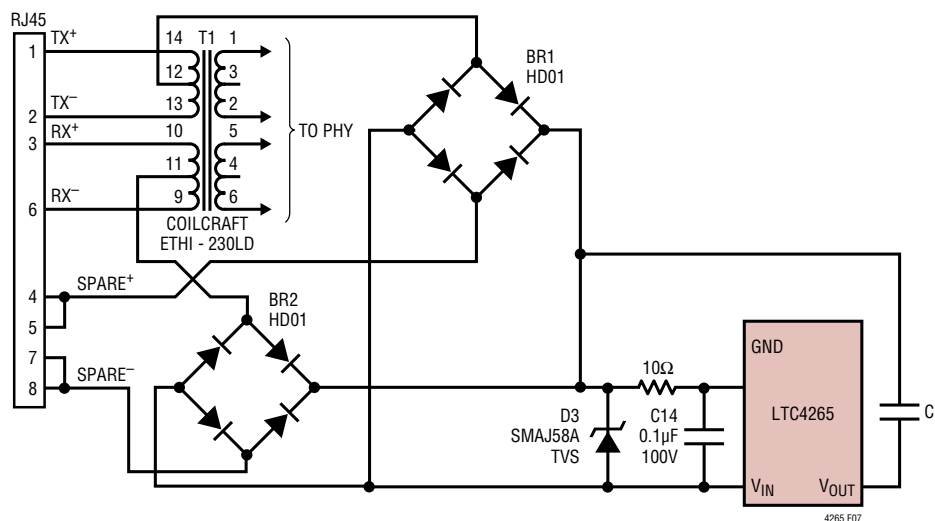 RJ45
1
TX+
2
TX−
3
RX+
6
RX−
4
SPARE+
5
7
8
SPARE−
14
T1
1
12
3
13
2
10
5
11
4
9
6
COILCRAFT
ETHI - 230LD
TO PHY
BR1
HD01
BR2
HD01
10Ω
D3
SMAJ58A
TVS
C14
0.1µF
100V
GND
LTC4265
VIN
VOUT
C
4265 F07